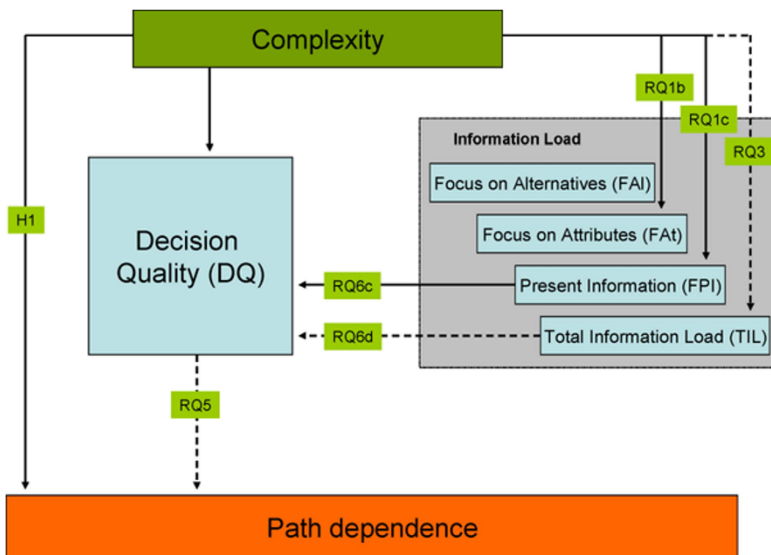 Complexity
RQ1b
RQ1c
RQ3
Information Load
Focus on Alternatives (FAl)
H1
Focus on Attributes (FAt)
Decision
Quality (DQ)
RQ6c
Present Information (FPI)
RQ6d
Total Information Load (TIL)
RQ5
Path dependence